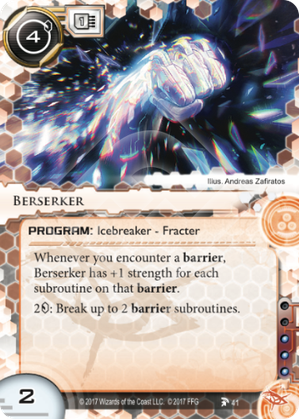 4
1
Illus. Andreas Zafiratos
Berserker
PROGRAM: Icebreaker - Fracter
Whenever you encounter a barrier,
Berserker has +1 strength for each
subroutine on that barrier.
2: Break up to 2 barrier subroutines.
2
© 2017 Wizards of the Coast LLC. © 2017 FFG 41